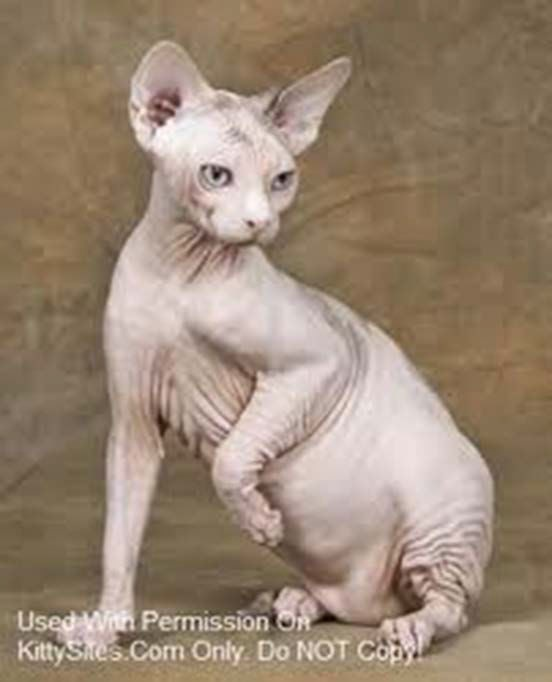 Used With Permission On
KittySites.Com Only. Do NOT Copy!